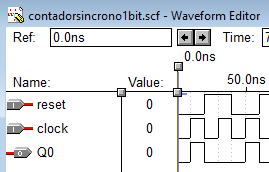 contadorsincrono1bit.scf - Waveform Editor
Ref: 0.0ns Time:
0.0ns
Name: Value: 50.0ns
reset 0
clock 0
Q0 0